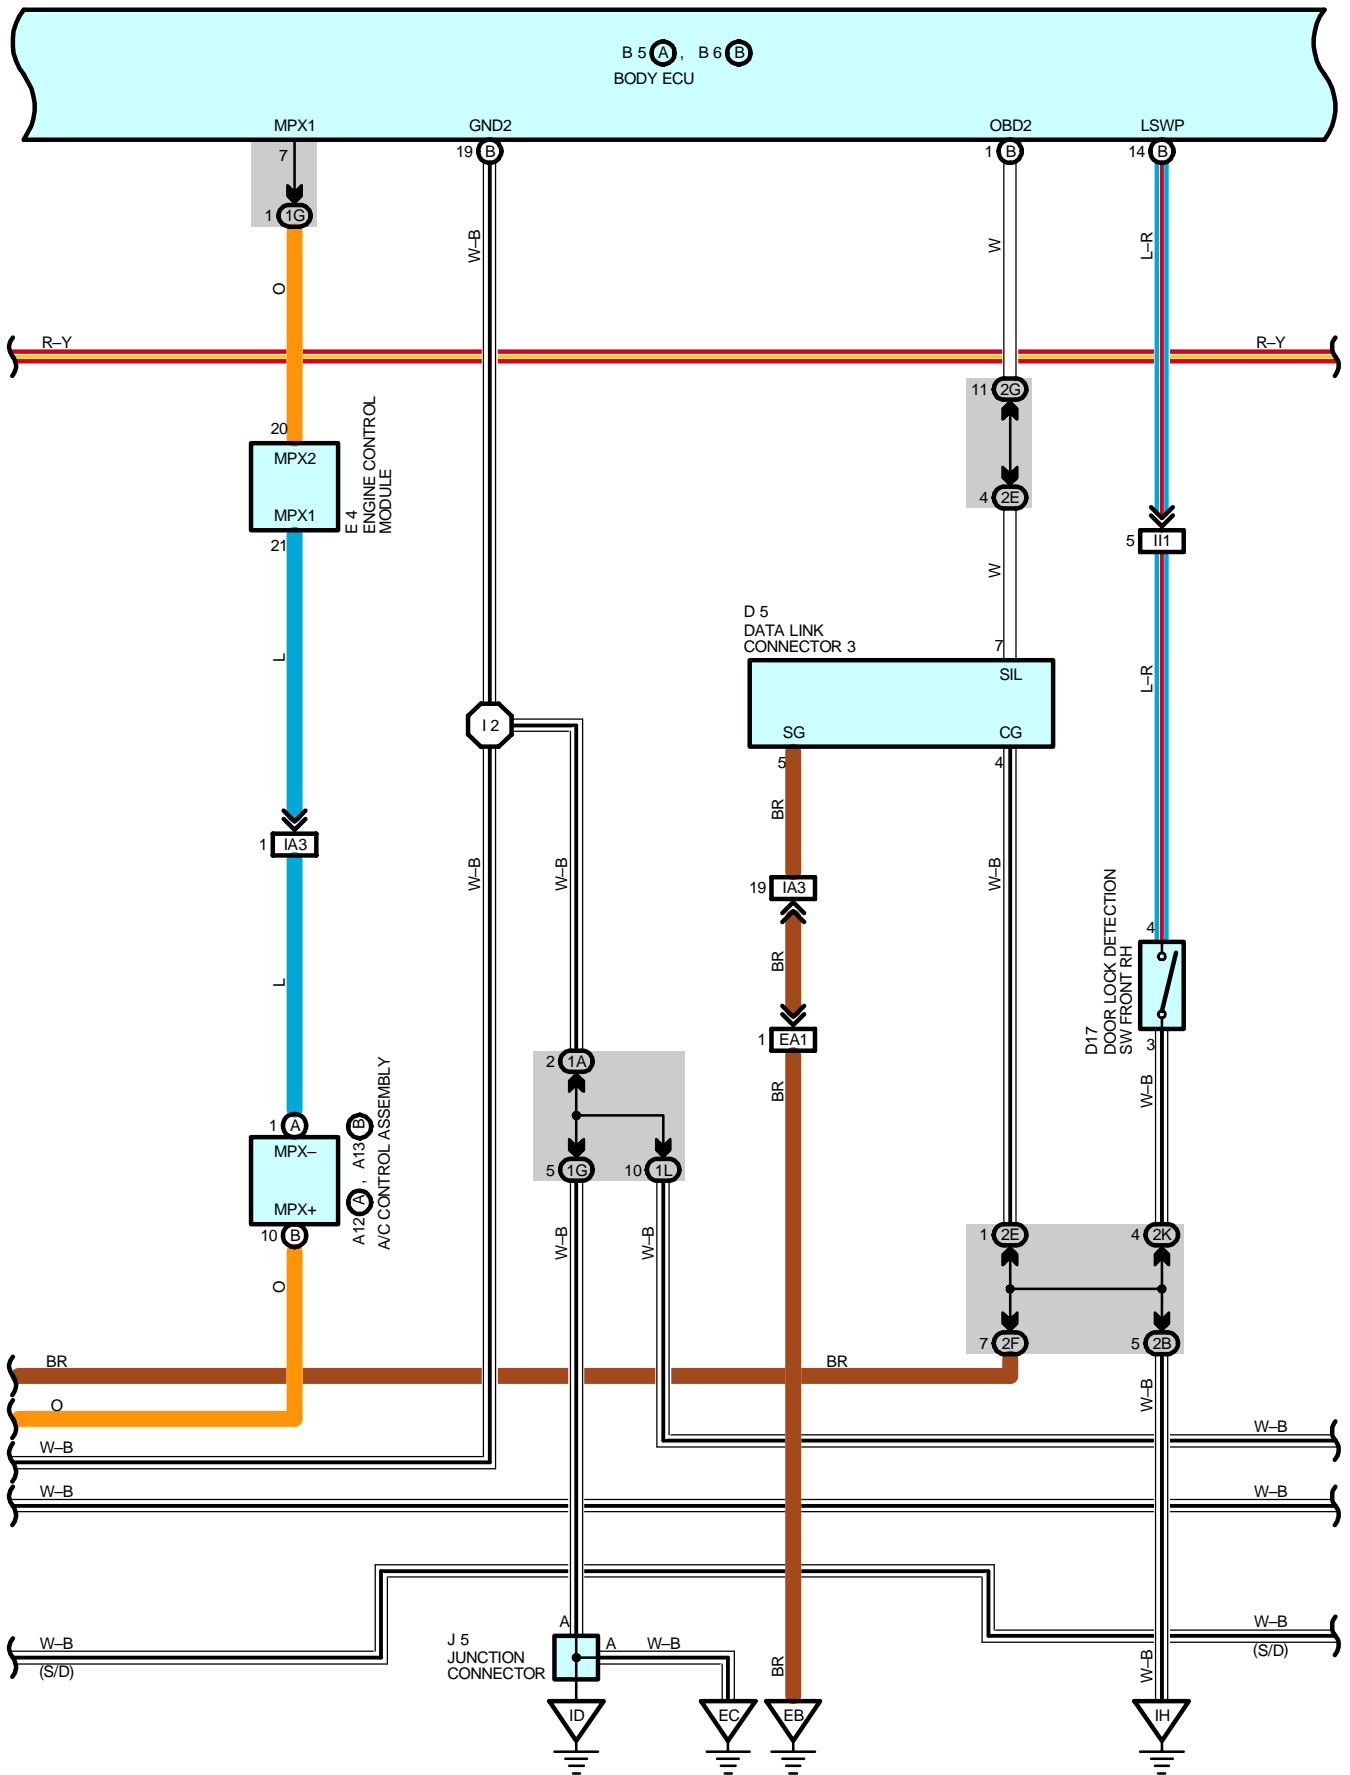 B 5 A , B 6 B
BODY ECU
MPX1
GND2
OBD2
LSWP
7
19 B
1 B
14 B
1 1G
W–B
W
L–R
O
R–Y
R–Y
11 2G
20
MPX2
MPX1
21
E 4
ENGINE CONTROL
MODULE
4 2E
5 II1
W
D 5
DATA LINK
CONNECTOR 3
7
SIL
SG
CG
5
4
L
L–R
I 2
BR
1 IA3
W–B
W–B
W–B
19 IA3
BR
4
D17
DOOR LOCK DETECTION
SW FRONT RH
3
L
1 EA1
BR
W–B
2 1A
1 A
MPX–
MPX+
10 B
A12 A , A13 B
A/C CONTROL ASSEMBLY
5 1G
10 1L
W–B
W–B
O
1 2E
4 2K
7 2F
5 2B
BR
BR
W–B
O
W–B
W–B
W–B
W–B
W–B
(S/D)
W–B
(S/D)
A
J 5
JUNCTION
CONNECTOR
A
W–B
BR
W–B
ID
EC
EB
IH